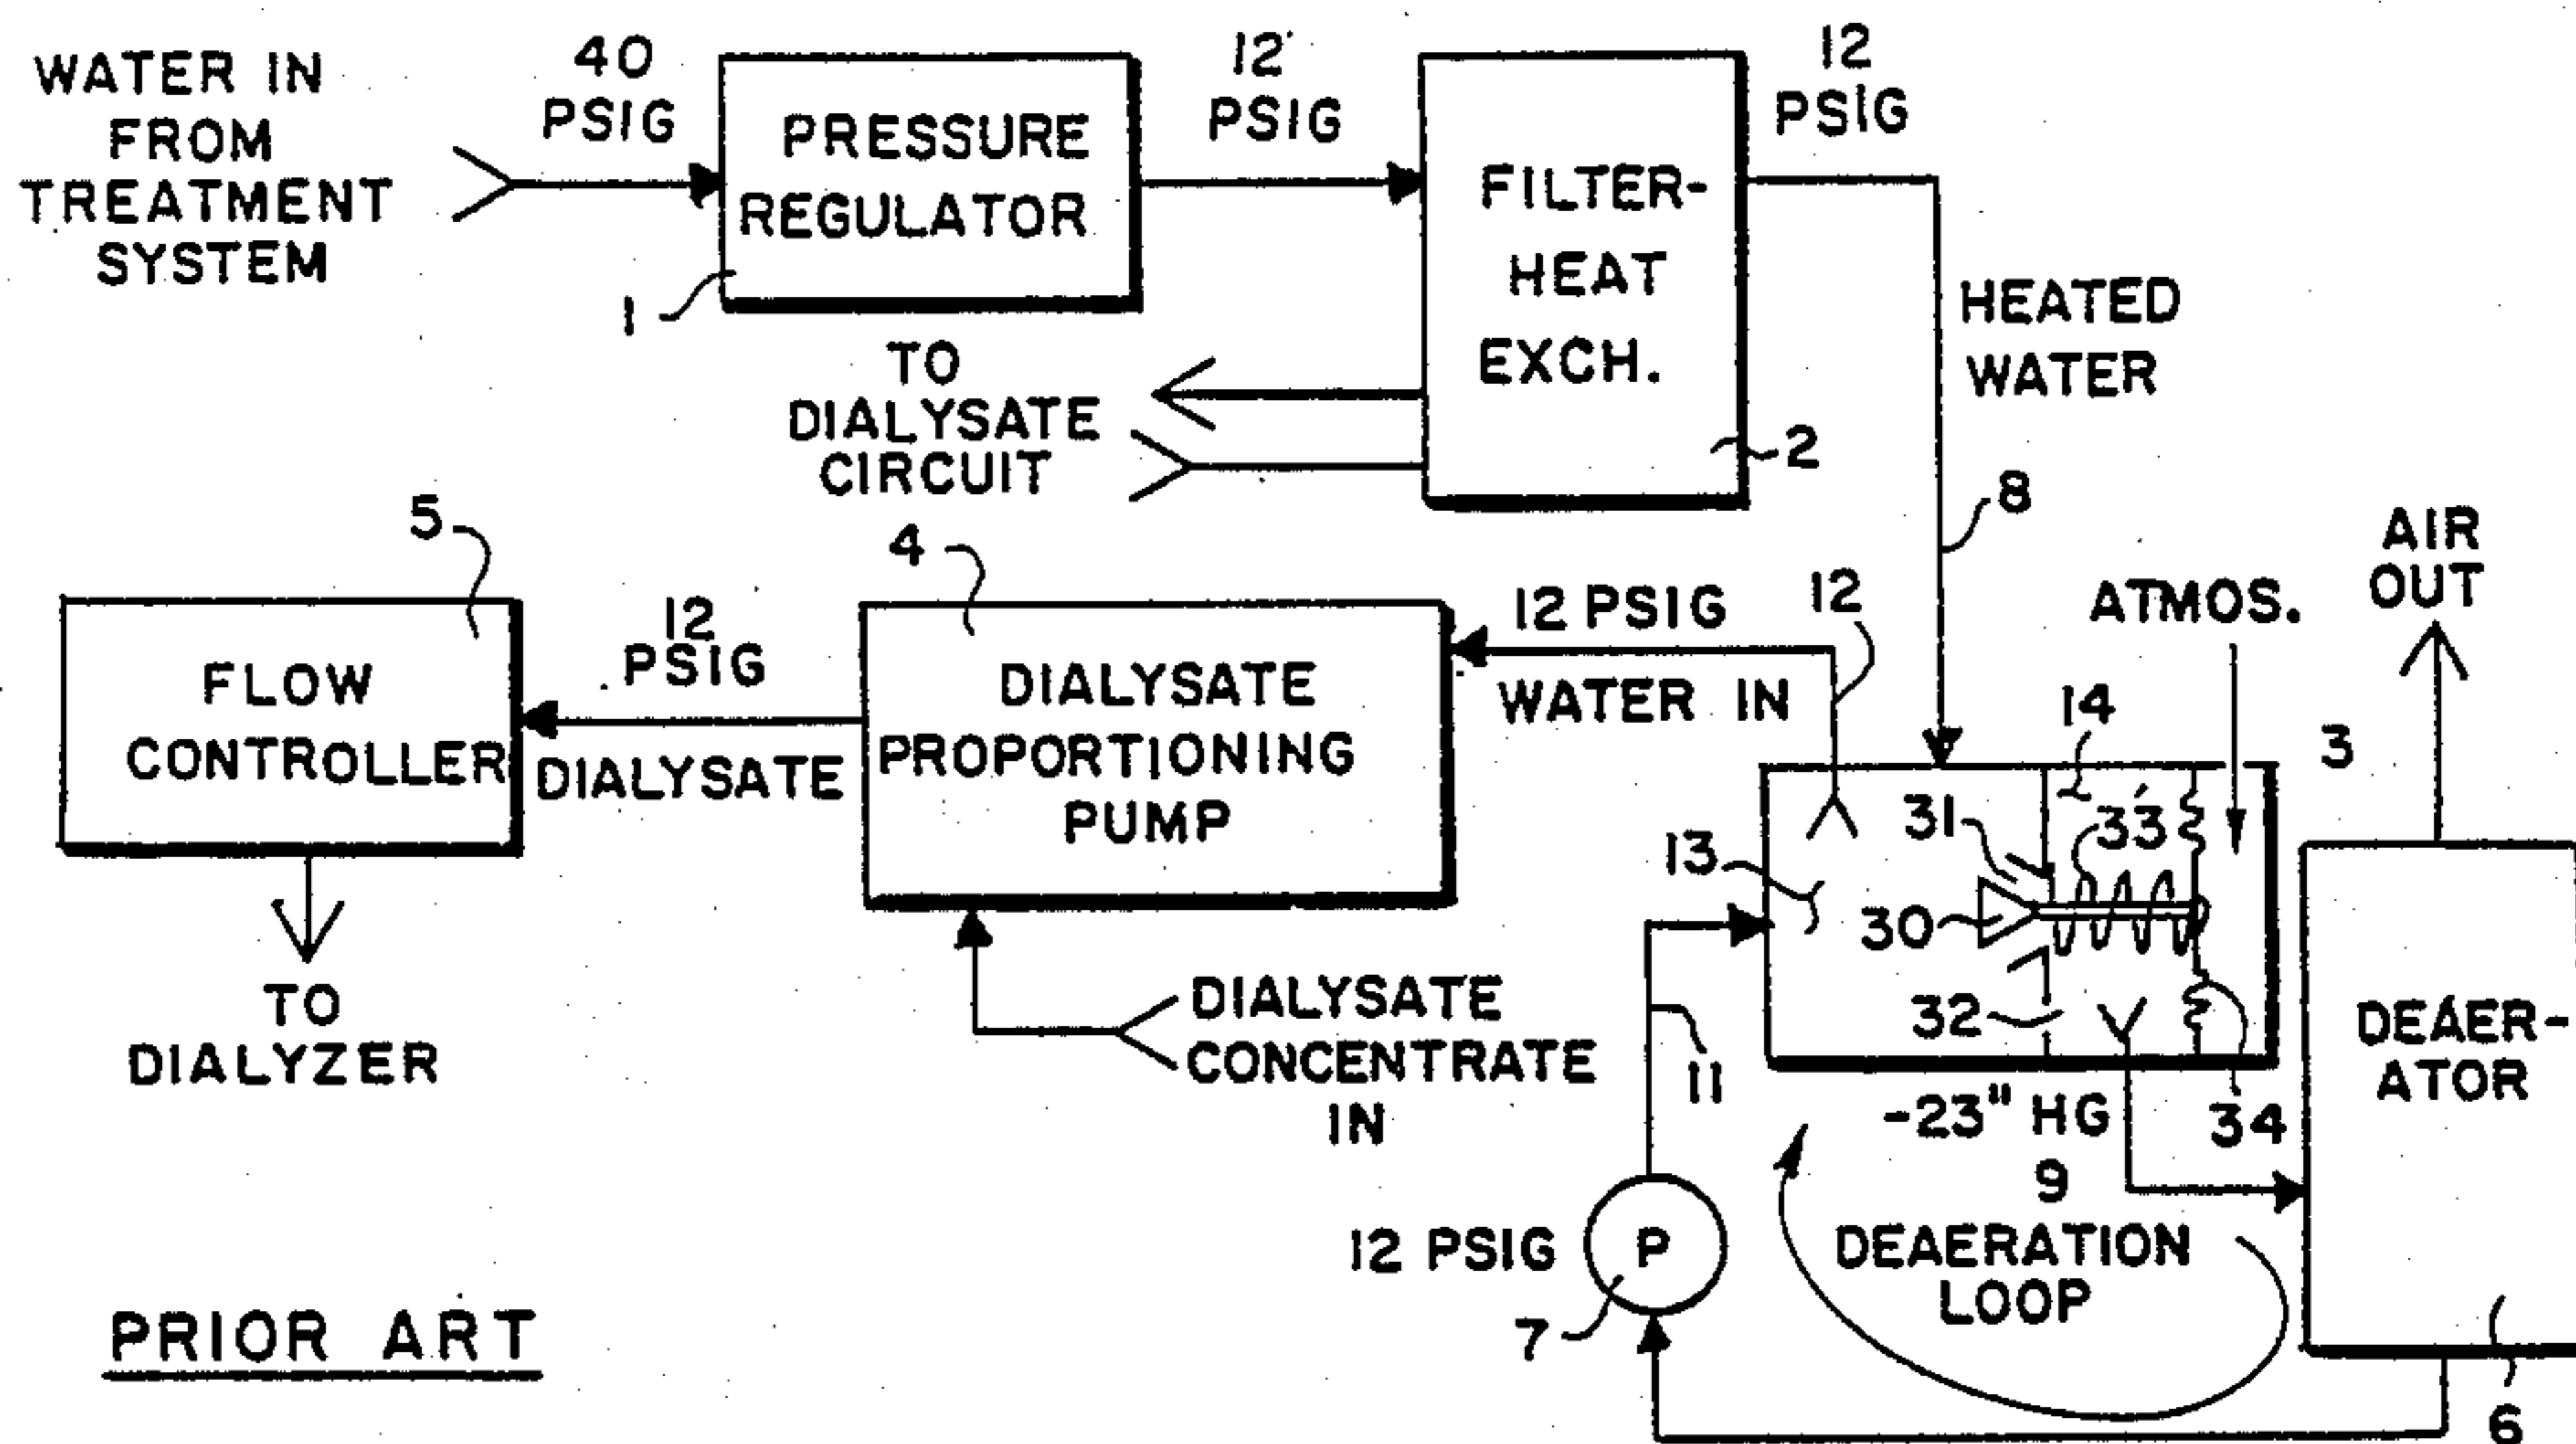 WATER IN
FROM
TREATMENT
SYSTEM
40
PSIG
PRESSURE
REGULATOR
1
12
PSIG
FILTER-
HEAT
EXCH.
2
12
PSIG
HEATED
WATER
8
TO
DIALYSATE
CIRCUIT
5
FLOW
CONTROLLER
TO
DIALYZER
12
PSIG
DIALYSATE
4
DIALYSATE
PROPORTIONING
PUMP
DIALYSATE
CONCENTRATE
IN
12 PSIG
WATER IN
12
ATMOS.
AIR
OUT
3
14
31
33
13
30
32
34
11
-23" HG
9
DEAER-
ATOR
6
DEAERATION
LOOP
12 PSIG
P
7
PRIOR ART